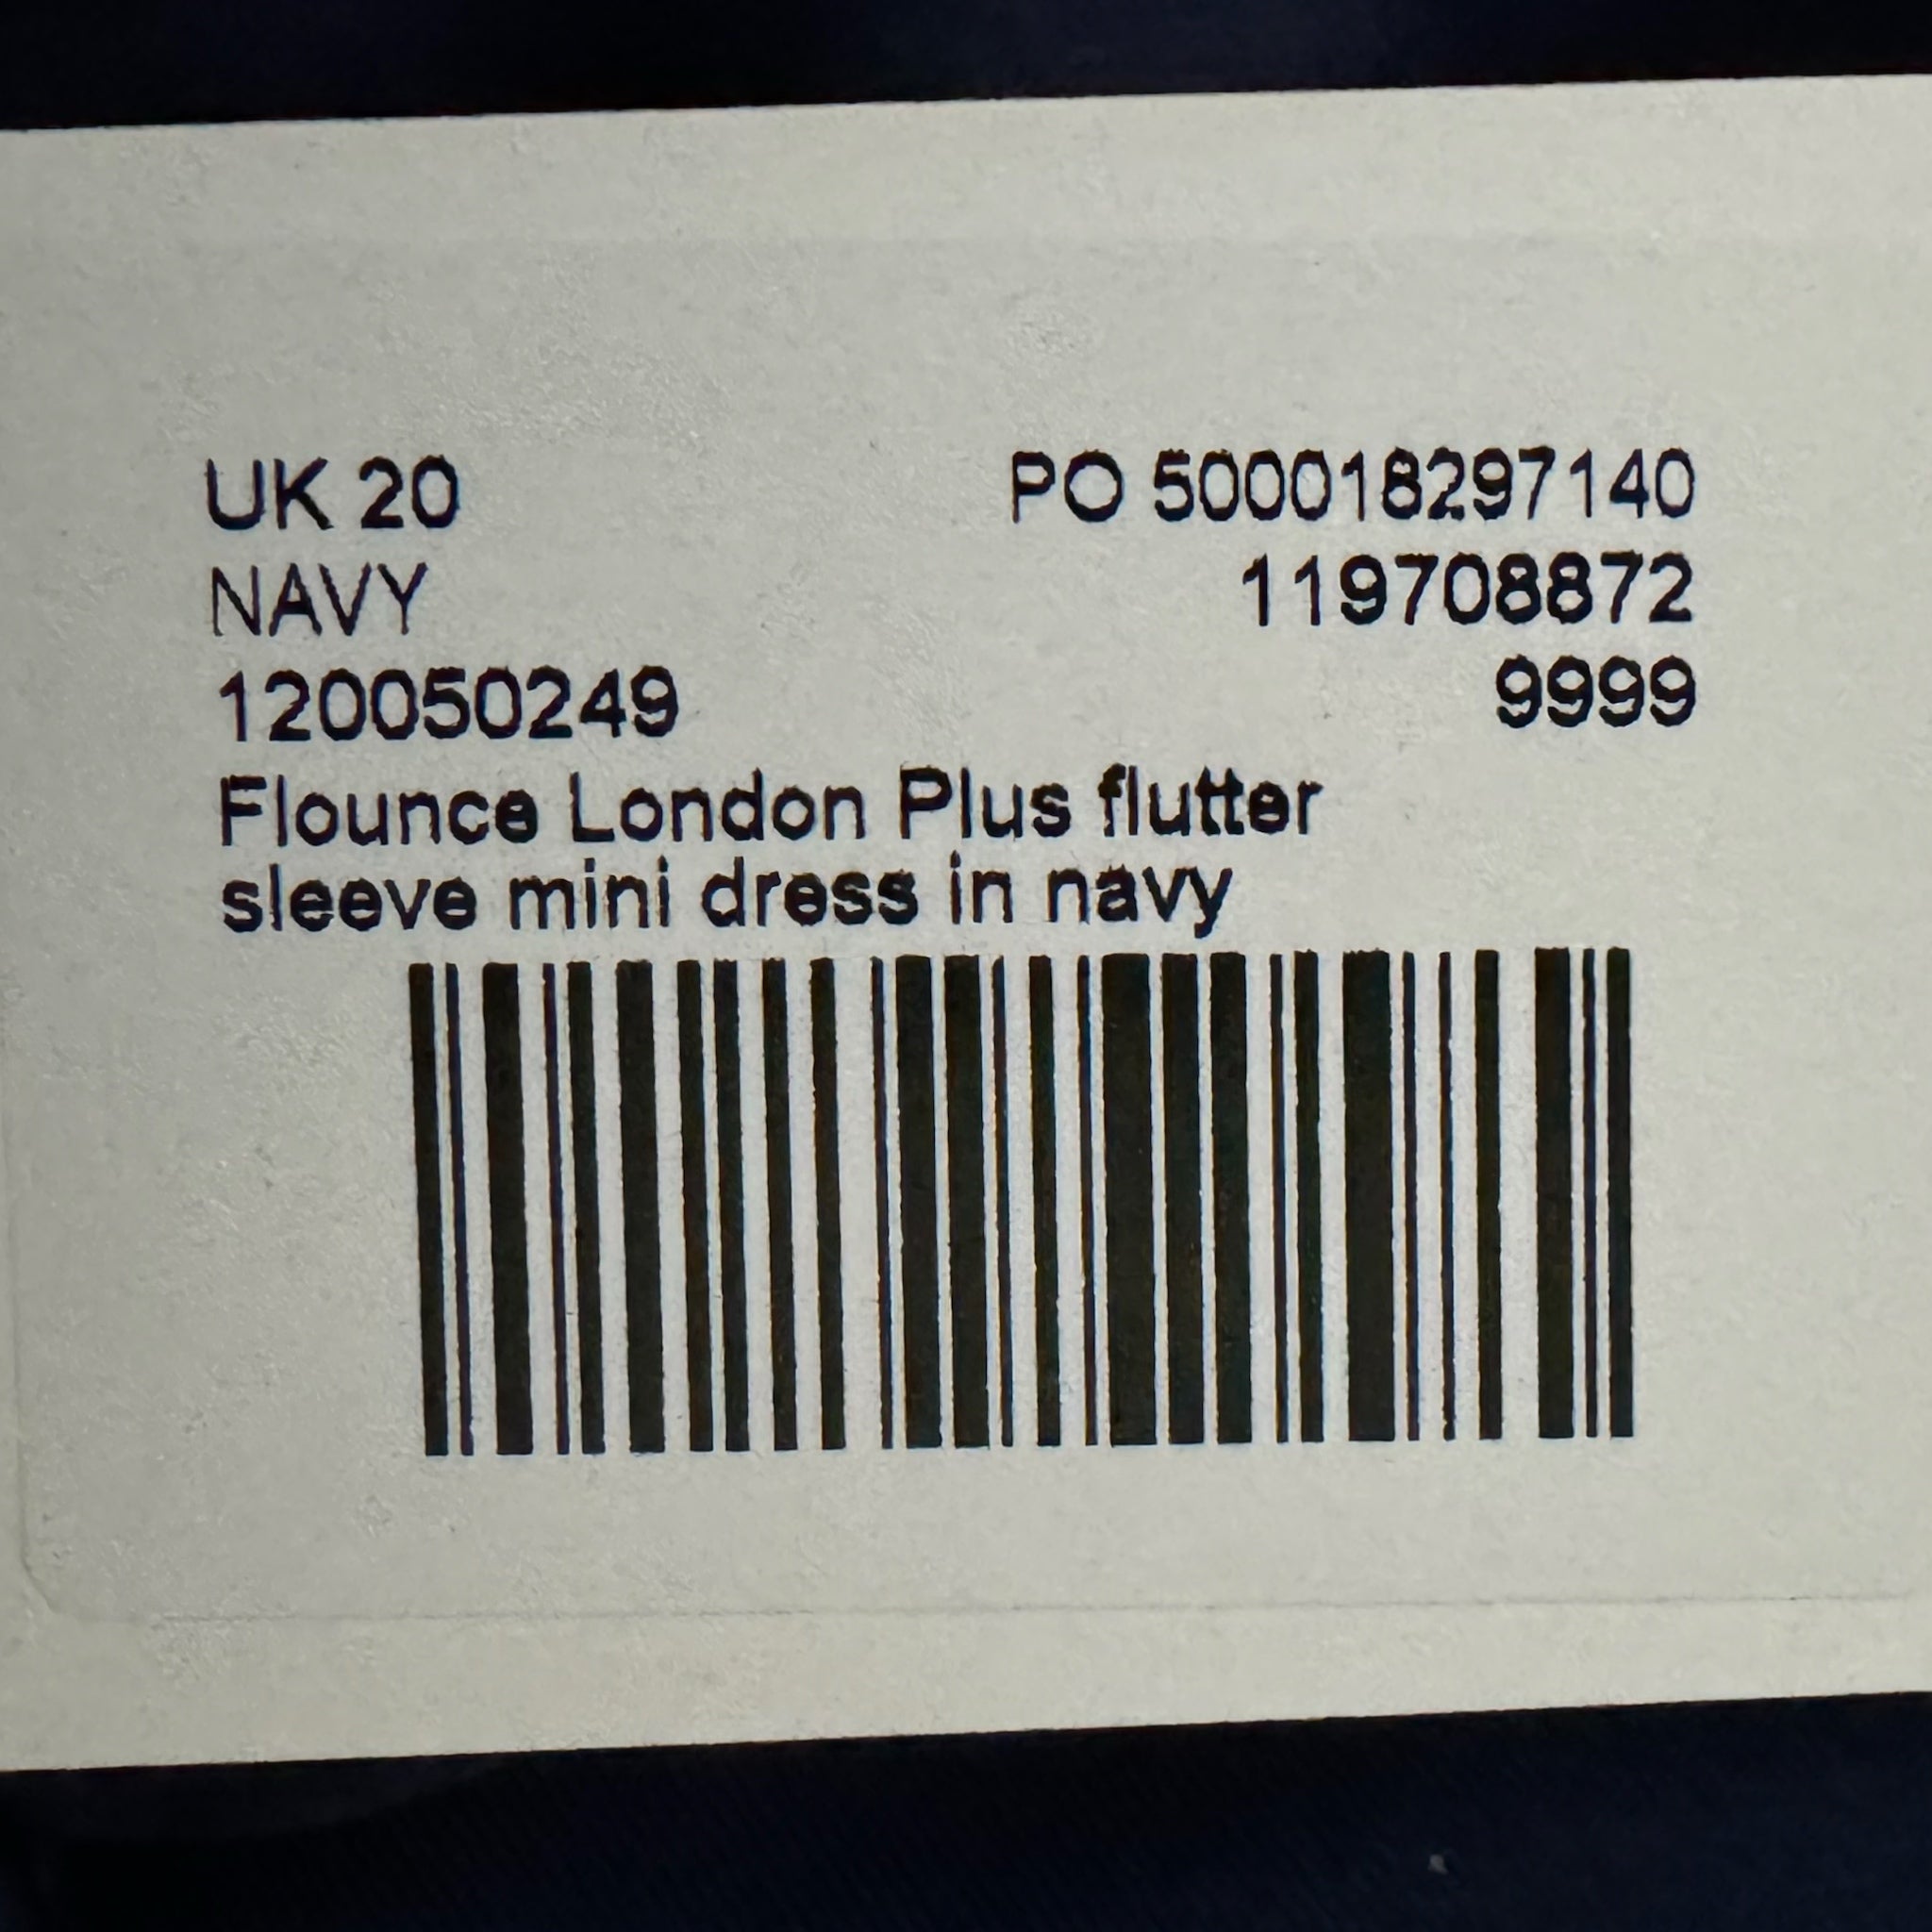 UK 20 PO 500018297140
NAVY 119708872
120050249 9999
Flounce London Plus flutter
sleeve mini dress in navy